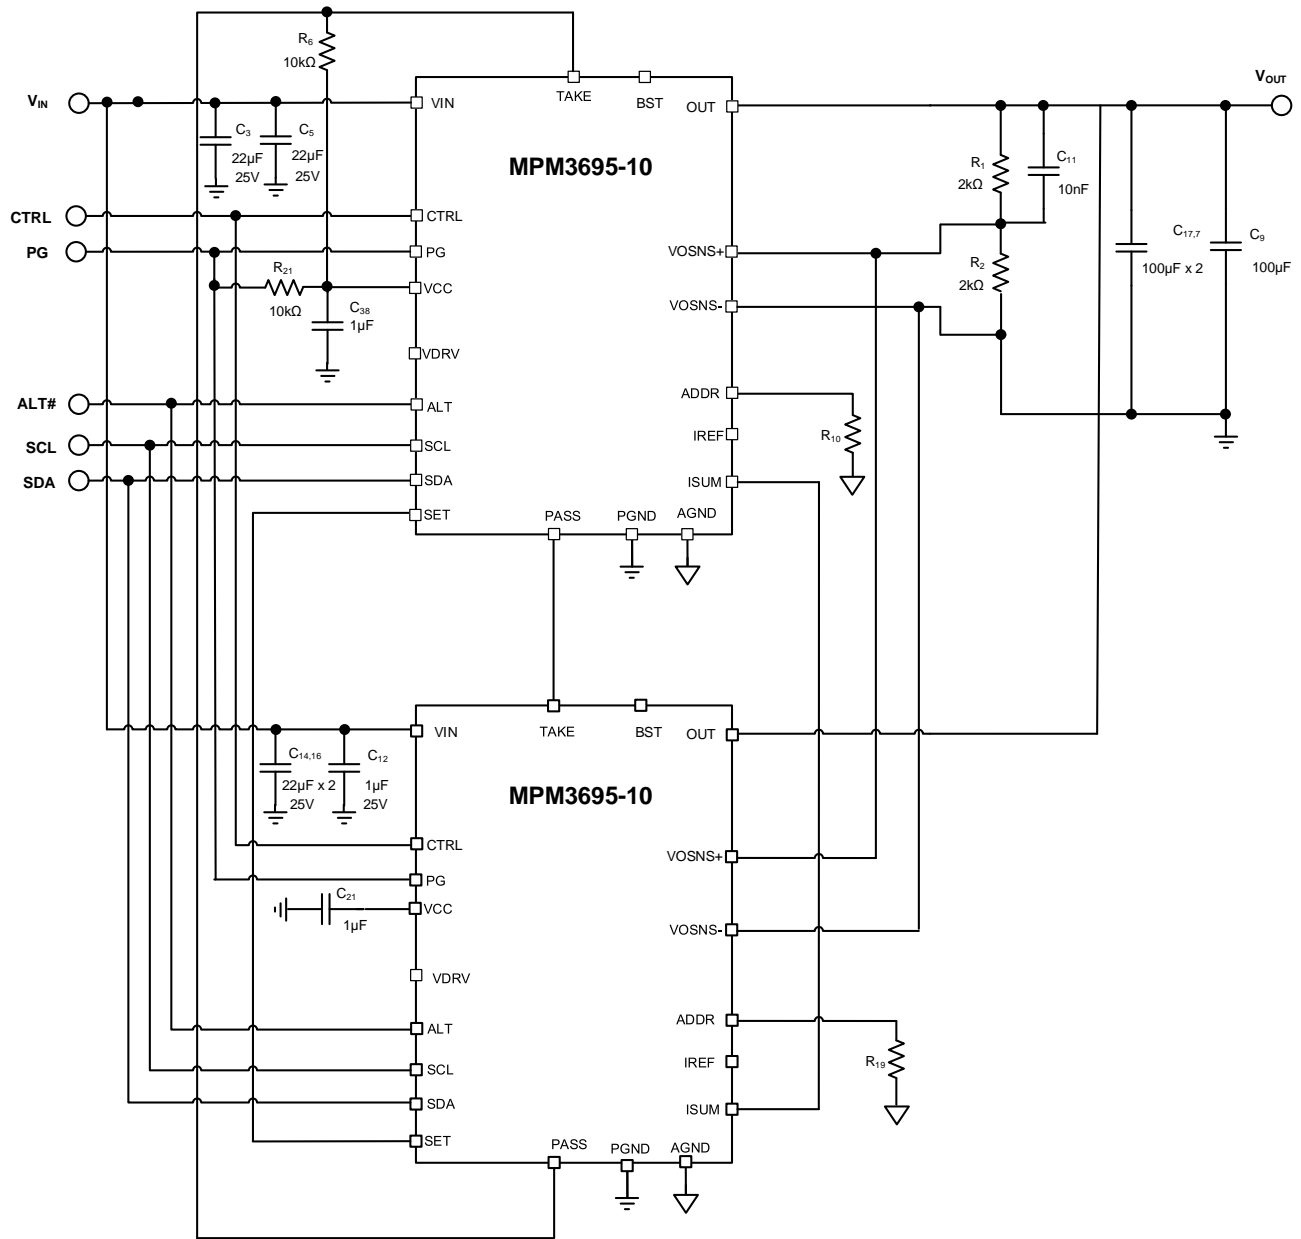 R6
10kΩ
VIN
TAKE
BST
VOUT
VIN
OUT
C3
22µF
25V
C5
22µF
25V
MPM3695-10
R1
2kΩ
C11
10nF
CTRL
CTRL
PG
PG
VOSNS+
C17,7
100µF x 2
C9
100µF
R21
10kΩ
VCC
R2
2kΩ
C38
1µF
VOSNS-
VDRV
ALT#
ALT
ADDR
R10
SCL
SCL
IREF
SDA
SDA
ISUM
SET
PASS
PGND
AGND
VIN
TAKE
BST
OUT
C14,16
22µF x 2
25V
C12
1µF
25V
MPM3695-10
CTRL
VOSNS+
PG
C21
1µF
VCC
VOSNS-
VDRV
ALT
ADDR
SCL
IREF
R19
SDA
ISUM
SET
PASS
PGND
AGND